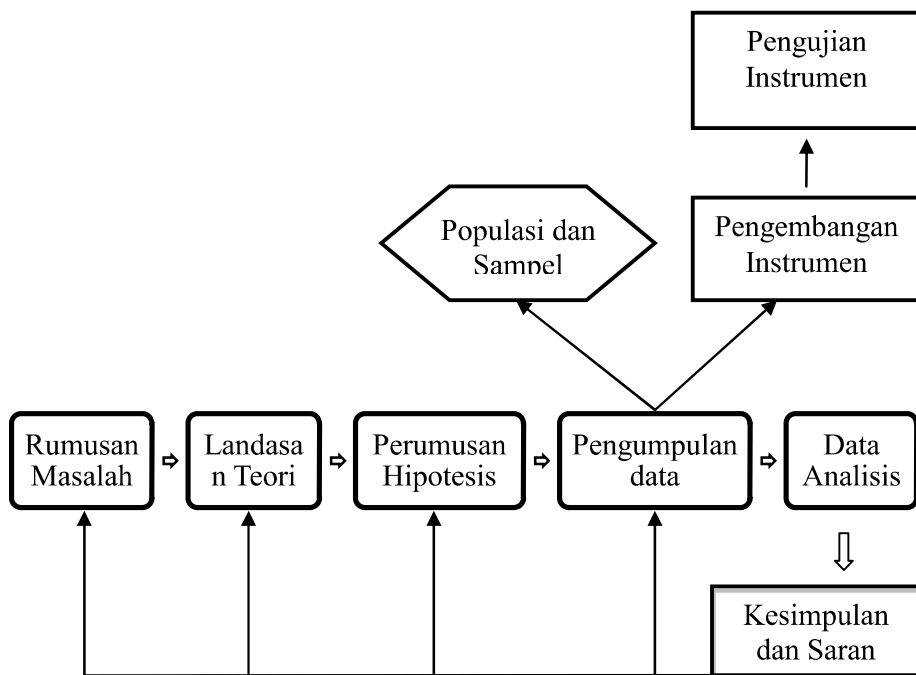 Pengujian
Instrumen
Populasi dan
Sampel
Pengembangan
Instrumen
Rumusan
Masalah
Landasa
n Teori
Perumusan
Hipotesis
Pengumpulan
data
Data
Analisis
Kesimpulan
dan Saran